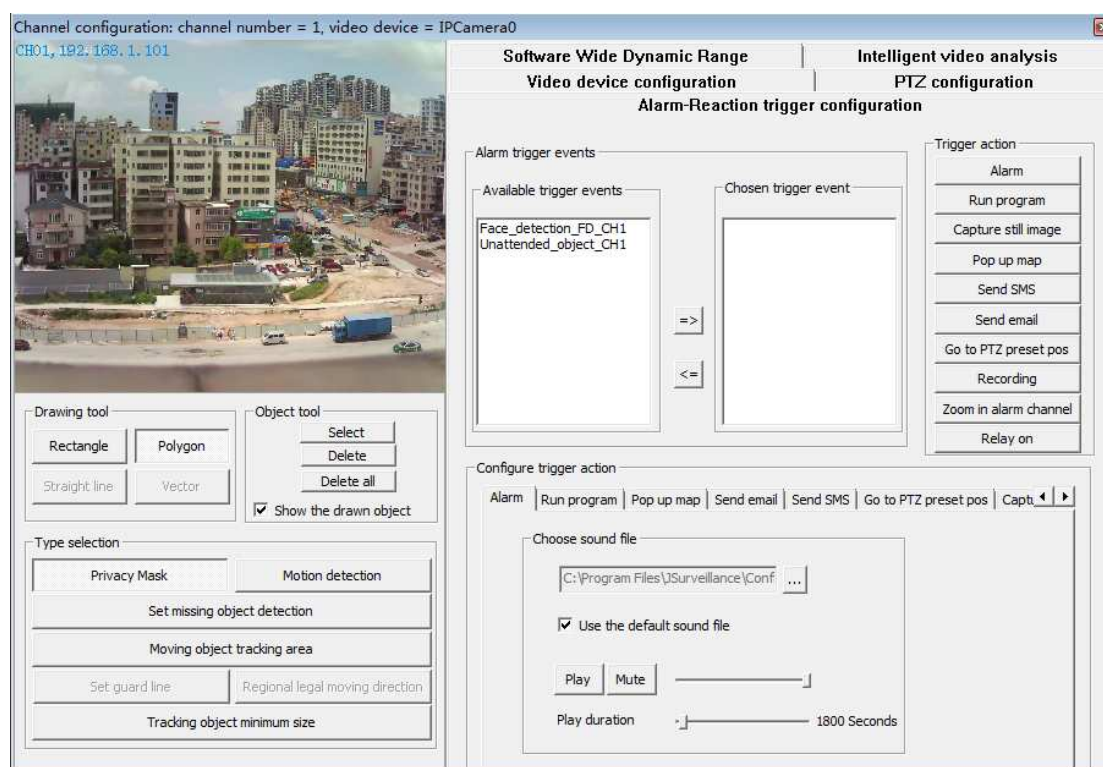 Channel configuration: channel number = 1, video device = IPCamera0
CH01, 192.168.1.101
Software Wide Dynamic Range
Intelligent video analysis
Video device configuration
PTZ configuration
Alarm-Reaction trigger configuration
Alarm trigger events
Available trigger events
Face_detection_FD_CH1
Unattended_object_CH1
=>
<=
Chosen trigger event
Trigger action
Alarm
Run program
Capture still image
Pop up map
Send SMS
Send email
Go to PTZ preset pos
Recording
Zoom in alarm channel
Relay on
Drawing tool
Rectangle
Polygon
Straight line
Vector
Object tool
Select
Delete
Delete all
Show the drawn object
Type selection
Privacy Mask
Motion detection
Set missing object detection
Moving object tracking area
Set guard line
Regional legal moving direction
Tracking object minimum size
Configure trigger action
Alarm
Run program
Pop up map
Send email
Send SMS
Go to PTZ preset pos
Captu
Choose sound file
C:\Program Files\JSurveillance\Conf
...
Use the default sound file
Play
Mute
Play duration
1800 Seconds